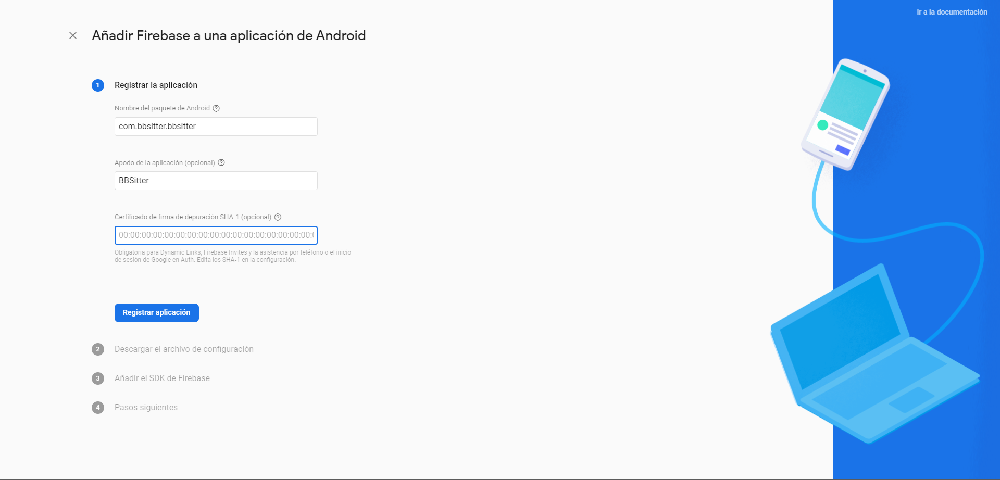 Ir a la documentación
Añadir Firebase a una aplicación de Android
1 Registrar la aplicación
Nombre del paquete de Android
com.bbsitter.bbsitter
Apodo de la aplicación (opcional)
BBSitter
Certificado de firma de depuración SHA-1 (opcional)
00:00:00:00:00:00:00:00:00:00:00:00:00:00:00:00:00:
Obligatoria para Dynamic Links, Firebase Invites y la asistencia por teléfono o el inicio
de sesión de Google en Auth. Edita los SHA-1 en la configuración.
Registrar aplicación
2 Descargar el archivo de configuración
3 Añadir el SDK de Firebase
4 Pasos siguientes